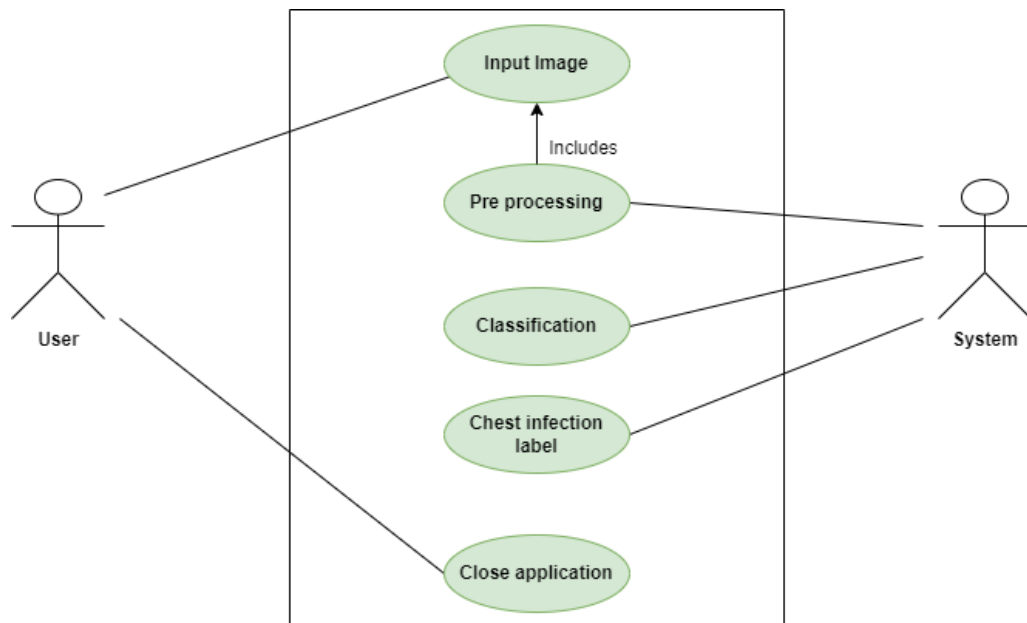 Input Image
Includes
Pre processing
User
System
Classification
Chest infection
label
Close application